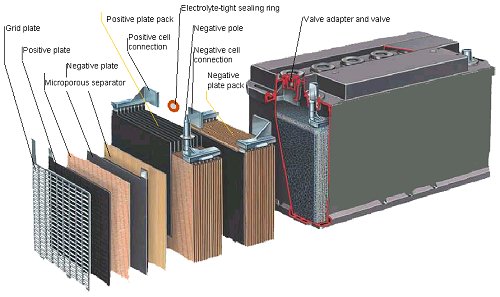 Electrolyte-tight sealing ring
Positive plate pack
Valve adapter and valve
Grid plate
Positive cell
connection
Negative pole
Positive plate
Negative cell
connection
Negative plate
Negative
plate pack
Microporous separator